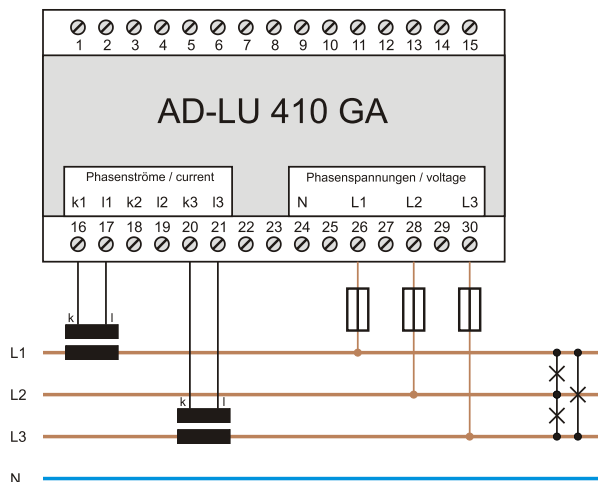 1 2 3 4 5 6 7 8 9 10 11 12 13 14 15
AD-LU 410 GA
Phasenströme / current Phasenspannungen / voltage
k1 l1 k2 l2 k3 l3 N L1 L2 L3
16 17 18 19 20 21 22 23 24 25 26 27 28 29 30
k l
L1
L2
k l
L3
N